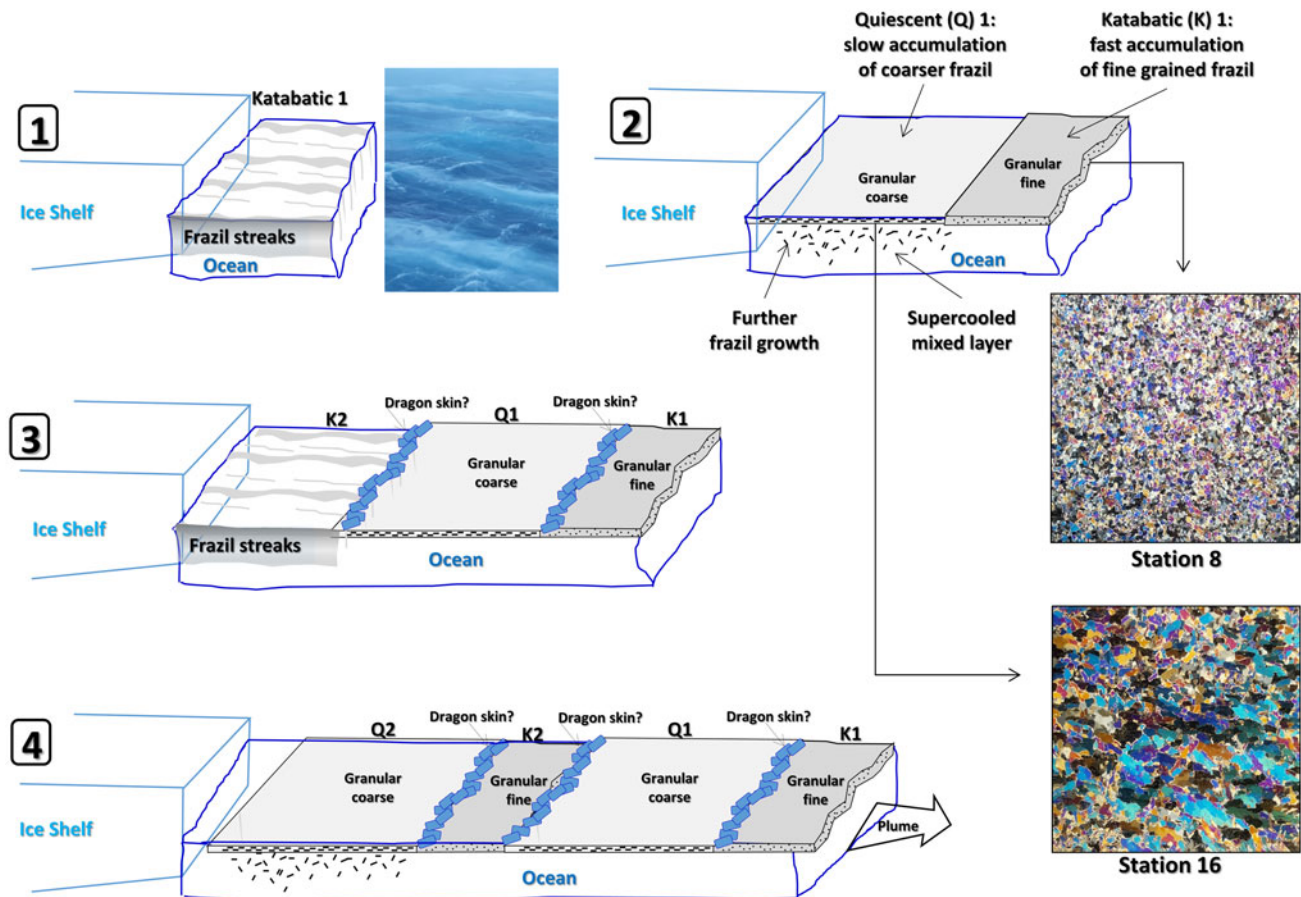 1
Katabatic 1
Ice Shelf
Frazil streaks
Ocean
2
Quiescent (Q) 1:
slow accumulation
of coarser frazil
Katabatic (K) 1:
fast accumulation
of fine grained frazil
Ice Shelf
Granular
coarse
Granular
fine
Ocean
Further
frazil growth
Supercooled
mixed layer
Station 8
3
K2
Dragon skin?
Q1
Dragon skin?
K1
Ice Shelf
Granular
coarse
Granular
fine
Frazil streaks
Ocean
4
Q2
Dragon skin?
K2
Dragon skin?
Q1
Dragon skin?
K1
Ice Shelf
Granular
coarse
Granular
fine
Granular
coarse
Granular
fine
Plume
Ocean
Station 16